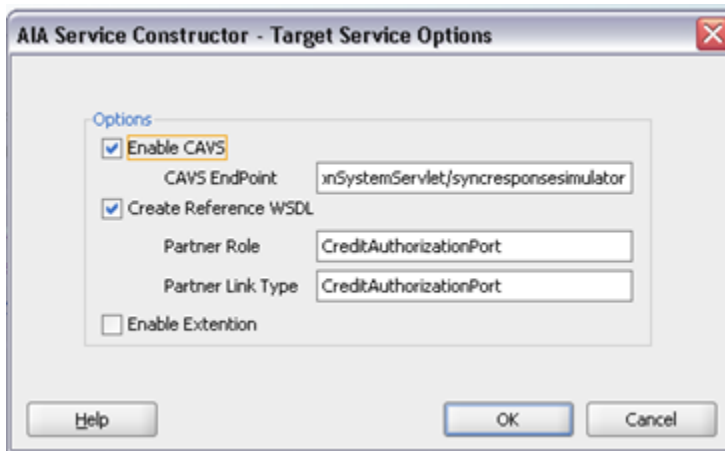 AIA Service Constructor - Target Service Options
Options
Enable CAVS
CAVS EndPoint nSystemServlet/syncresponsesimulator
Create Reference WSDL
Partner Role CreditAuthorizationPort
Partner Link Type CreditAuthorizationPort
Enable Extention
Help OK Cancel